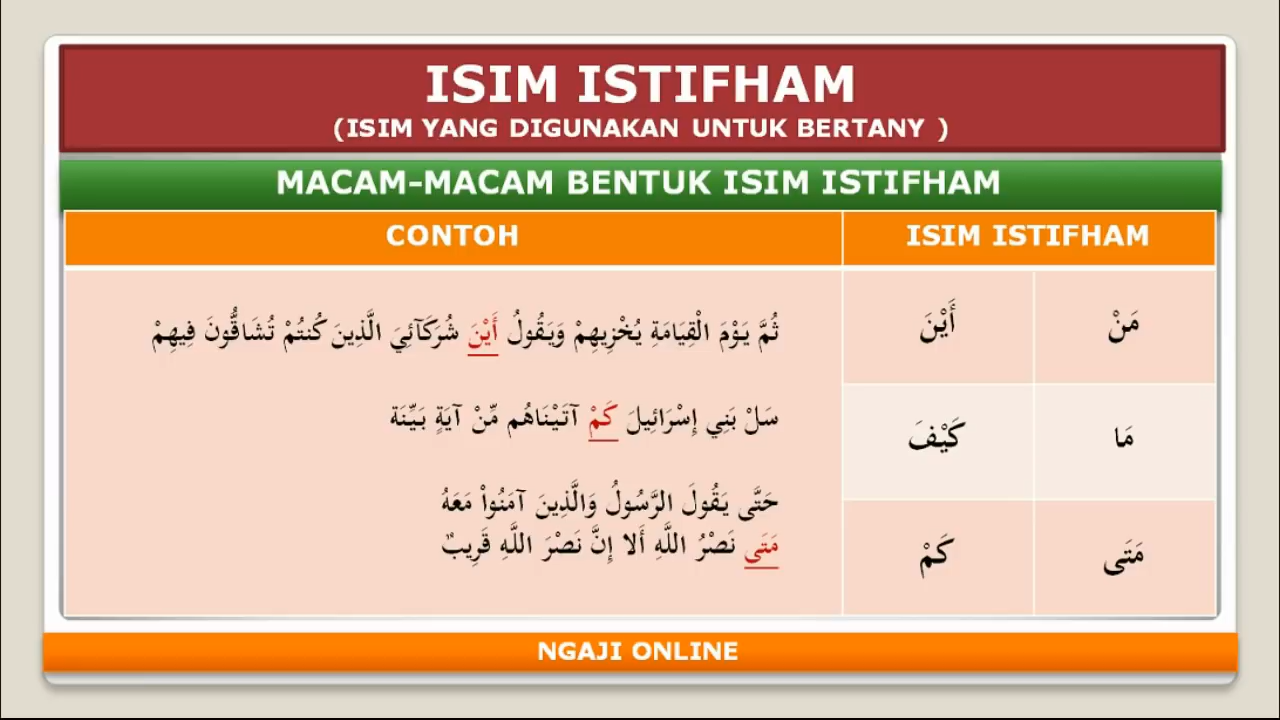 ISIM ISTIFHAM
(ISIM YANG DIGUNAKAN UNTUK BERTANY )
MACAM-MACAM BENTUK ISIM ISTIFHAM
CONTOH
ISIM ISTIFHAM
ثُمَّ يَوْمَ الْقِيَامَةِ يُخْزِيهِمْ وَيَقُولُ أَيْنَ شُرَكَآئِيَ الَّذِينَ كُنتُمْ تُشَاقُّونَ فِيهِمْ
سَلْ بَنِي إِسْرَائِيلَ كَمْ آتَيْنَاهُم مِّنْ آيَةٍ بَيِّنَة
حَتَّى يَقُولَ الرَّسُولُ وَالَّذِينَ آمَنُواْ مَعَهُ
مَتَى نَصْرُ اللَّهِ أَلا إِنَّ نَصْرَ اللَّهِ قَرِيبٌ
مَنْ
أَيْنَ
مَا
كَيْفَ
مَتَى
كَمْ
NGAJI ONLINE